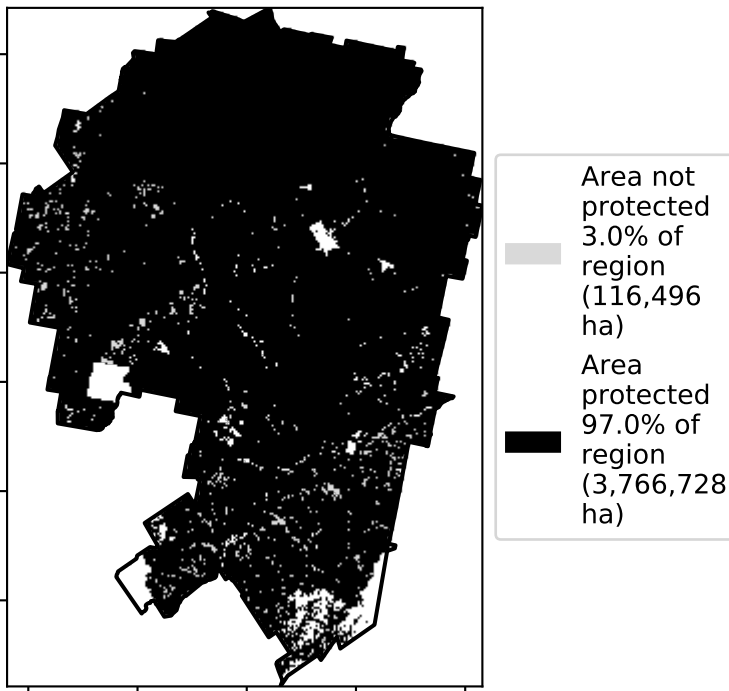 Area not
protected
3.0% of
region
(116,496
ha)
Area
protected
97.0% of
region
(3,766,728
ha)